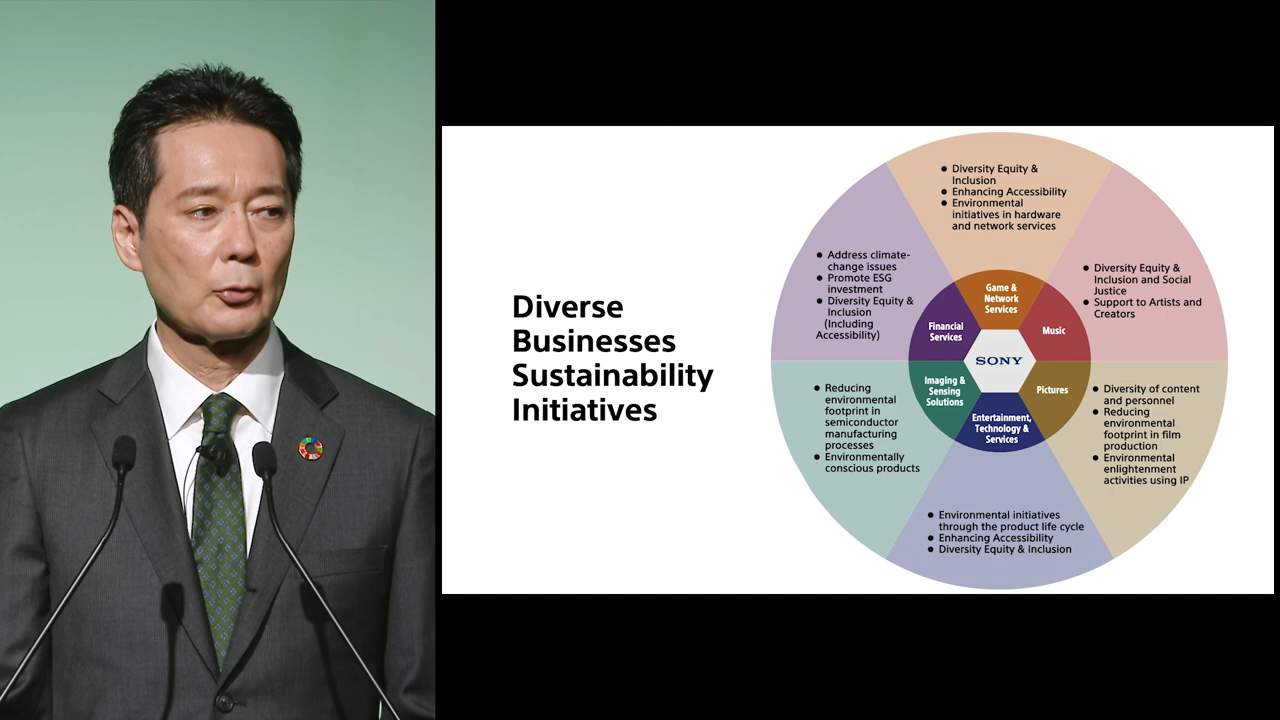 Diverse
Businesses
Sustainability
Initiatives
● Diversity Equity &
Inclusion
● Enhancing Accessibility
● Environmental
initiatives in hardware
and network services
● Diversity Equity &
Inclusion and Social
Justice
● Support to Artists and
Creators
● Diversity of content
and personnel
● Reducing
environmental
footprint in film
production
● Environmental
enlightenment
activities using IP
● Environmental initiatives
through the product life cycle
● Enhancing Accessibility
● Diversity Equity & Inclusion
● Reducing
environmental
footprint in
semiconductor
manufacturing
processes
● Environmentally
conscious products
● Address climate-
change issues
● Promote ESG
investment
● Diversity Equity &
Inclusion
(Including
Accessibility)
Game &
Network
Services
Music
Pictures
Entertainment,
Technology &
Services
Imaging &
Sensing
Solutions
Financial
Services
SONY